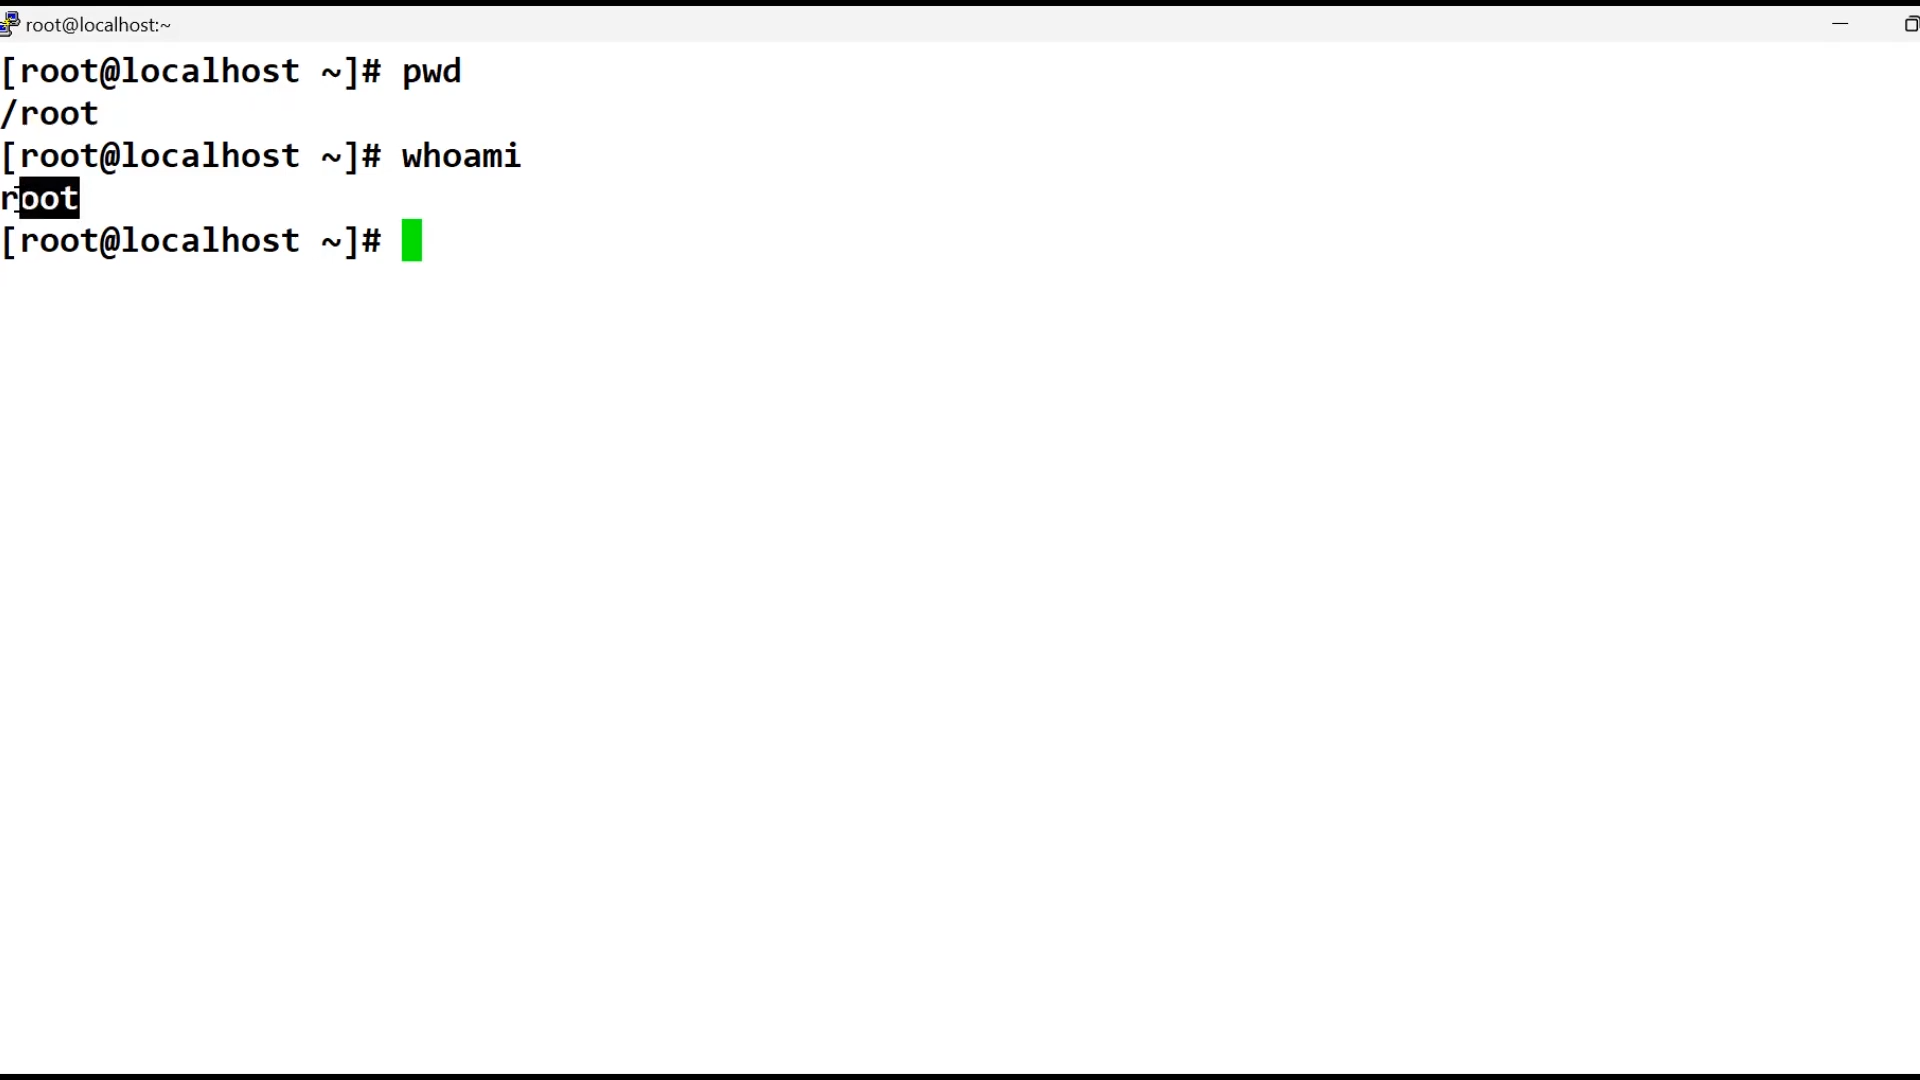 root@localhost:~
[root@localhost ~]# pwd
/root
[root@localhost ~]# whoami
root
[root@localhost ~]#